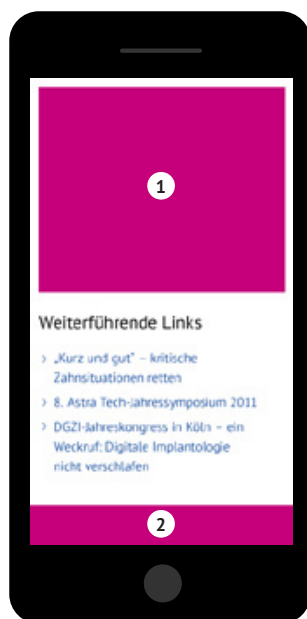 1
Weiterführende Links
› „Kurz und gut“ – kritische
Zahnsituationen retten
› 8. Astra Tech-Jahressymposium 2011
› DGZI-Jahreskongress in Köln – ein
Weckruf: Digitale Implantologie
nicht verschlafen
2